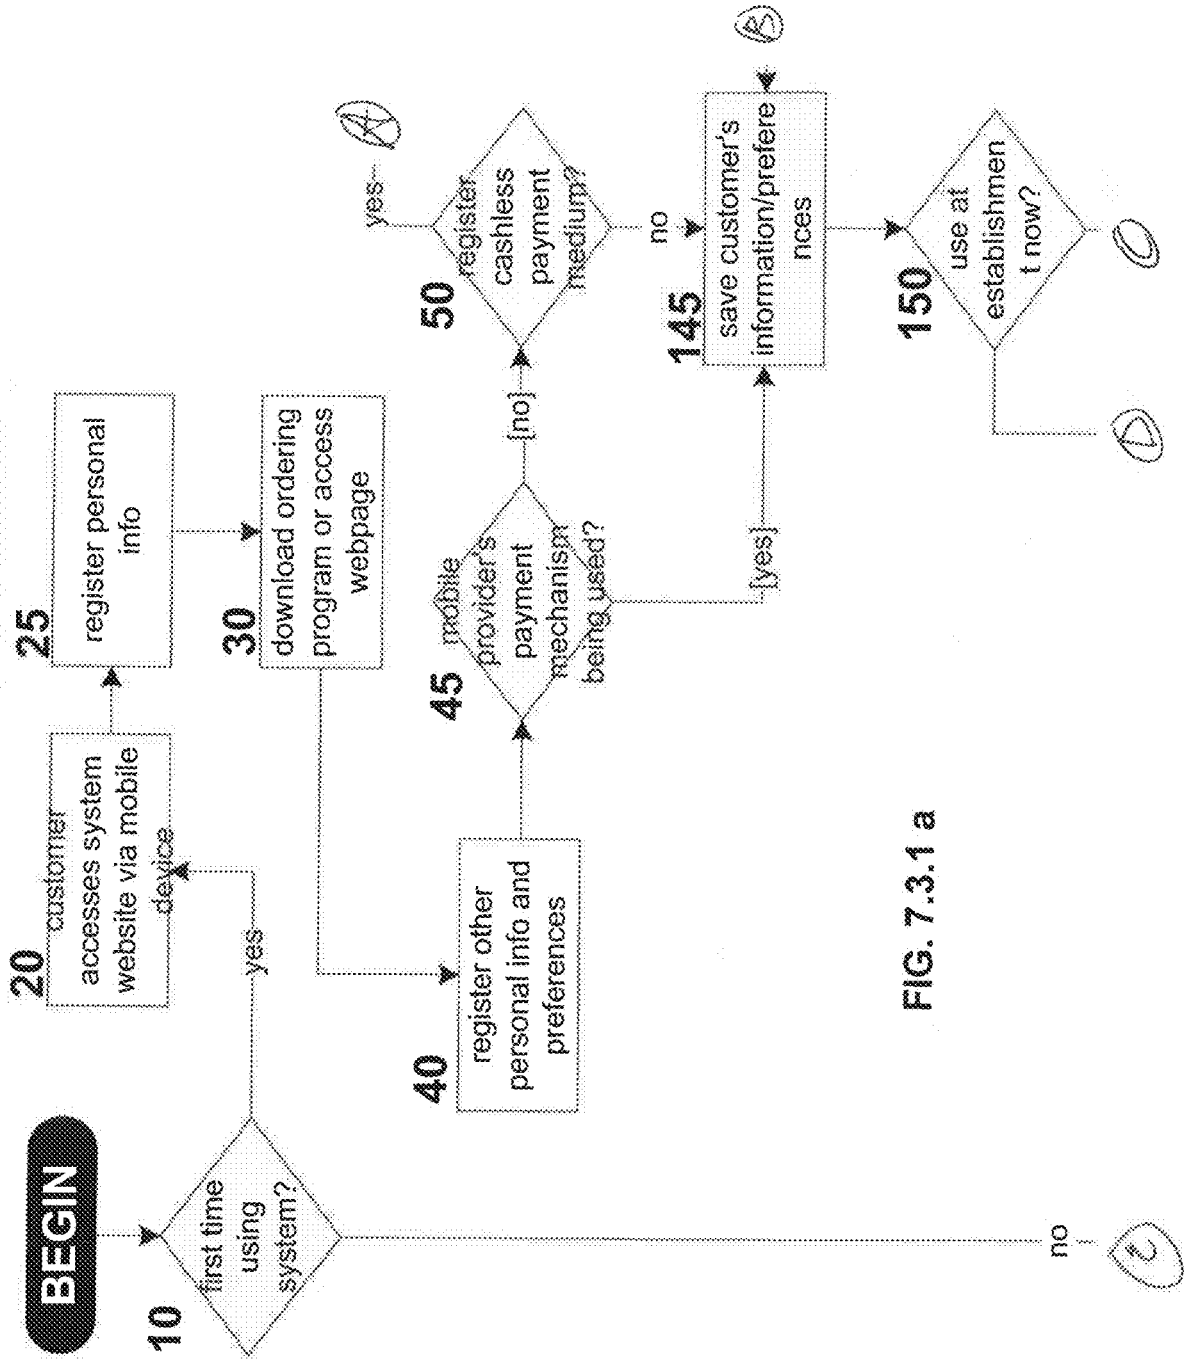 BEGIN
10
first time
using
system?
yes
no
20
customer
accesses system
website via mobile
device
25
register personal
info
30
download ordering
program or access
webpage
40
register other
personal info and
preferences
45
mobile
provider's
payment
mechanism
being used?
[no]
[yes]
50
register
cashless
payment
medium?
yes
A
no
B
145
save customer's
information/prefere
nces
150
use at
establishmen
t now?
C
D
FIG. 7.3.1 a